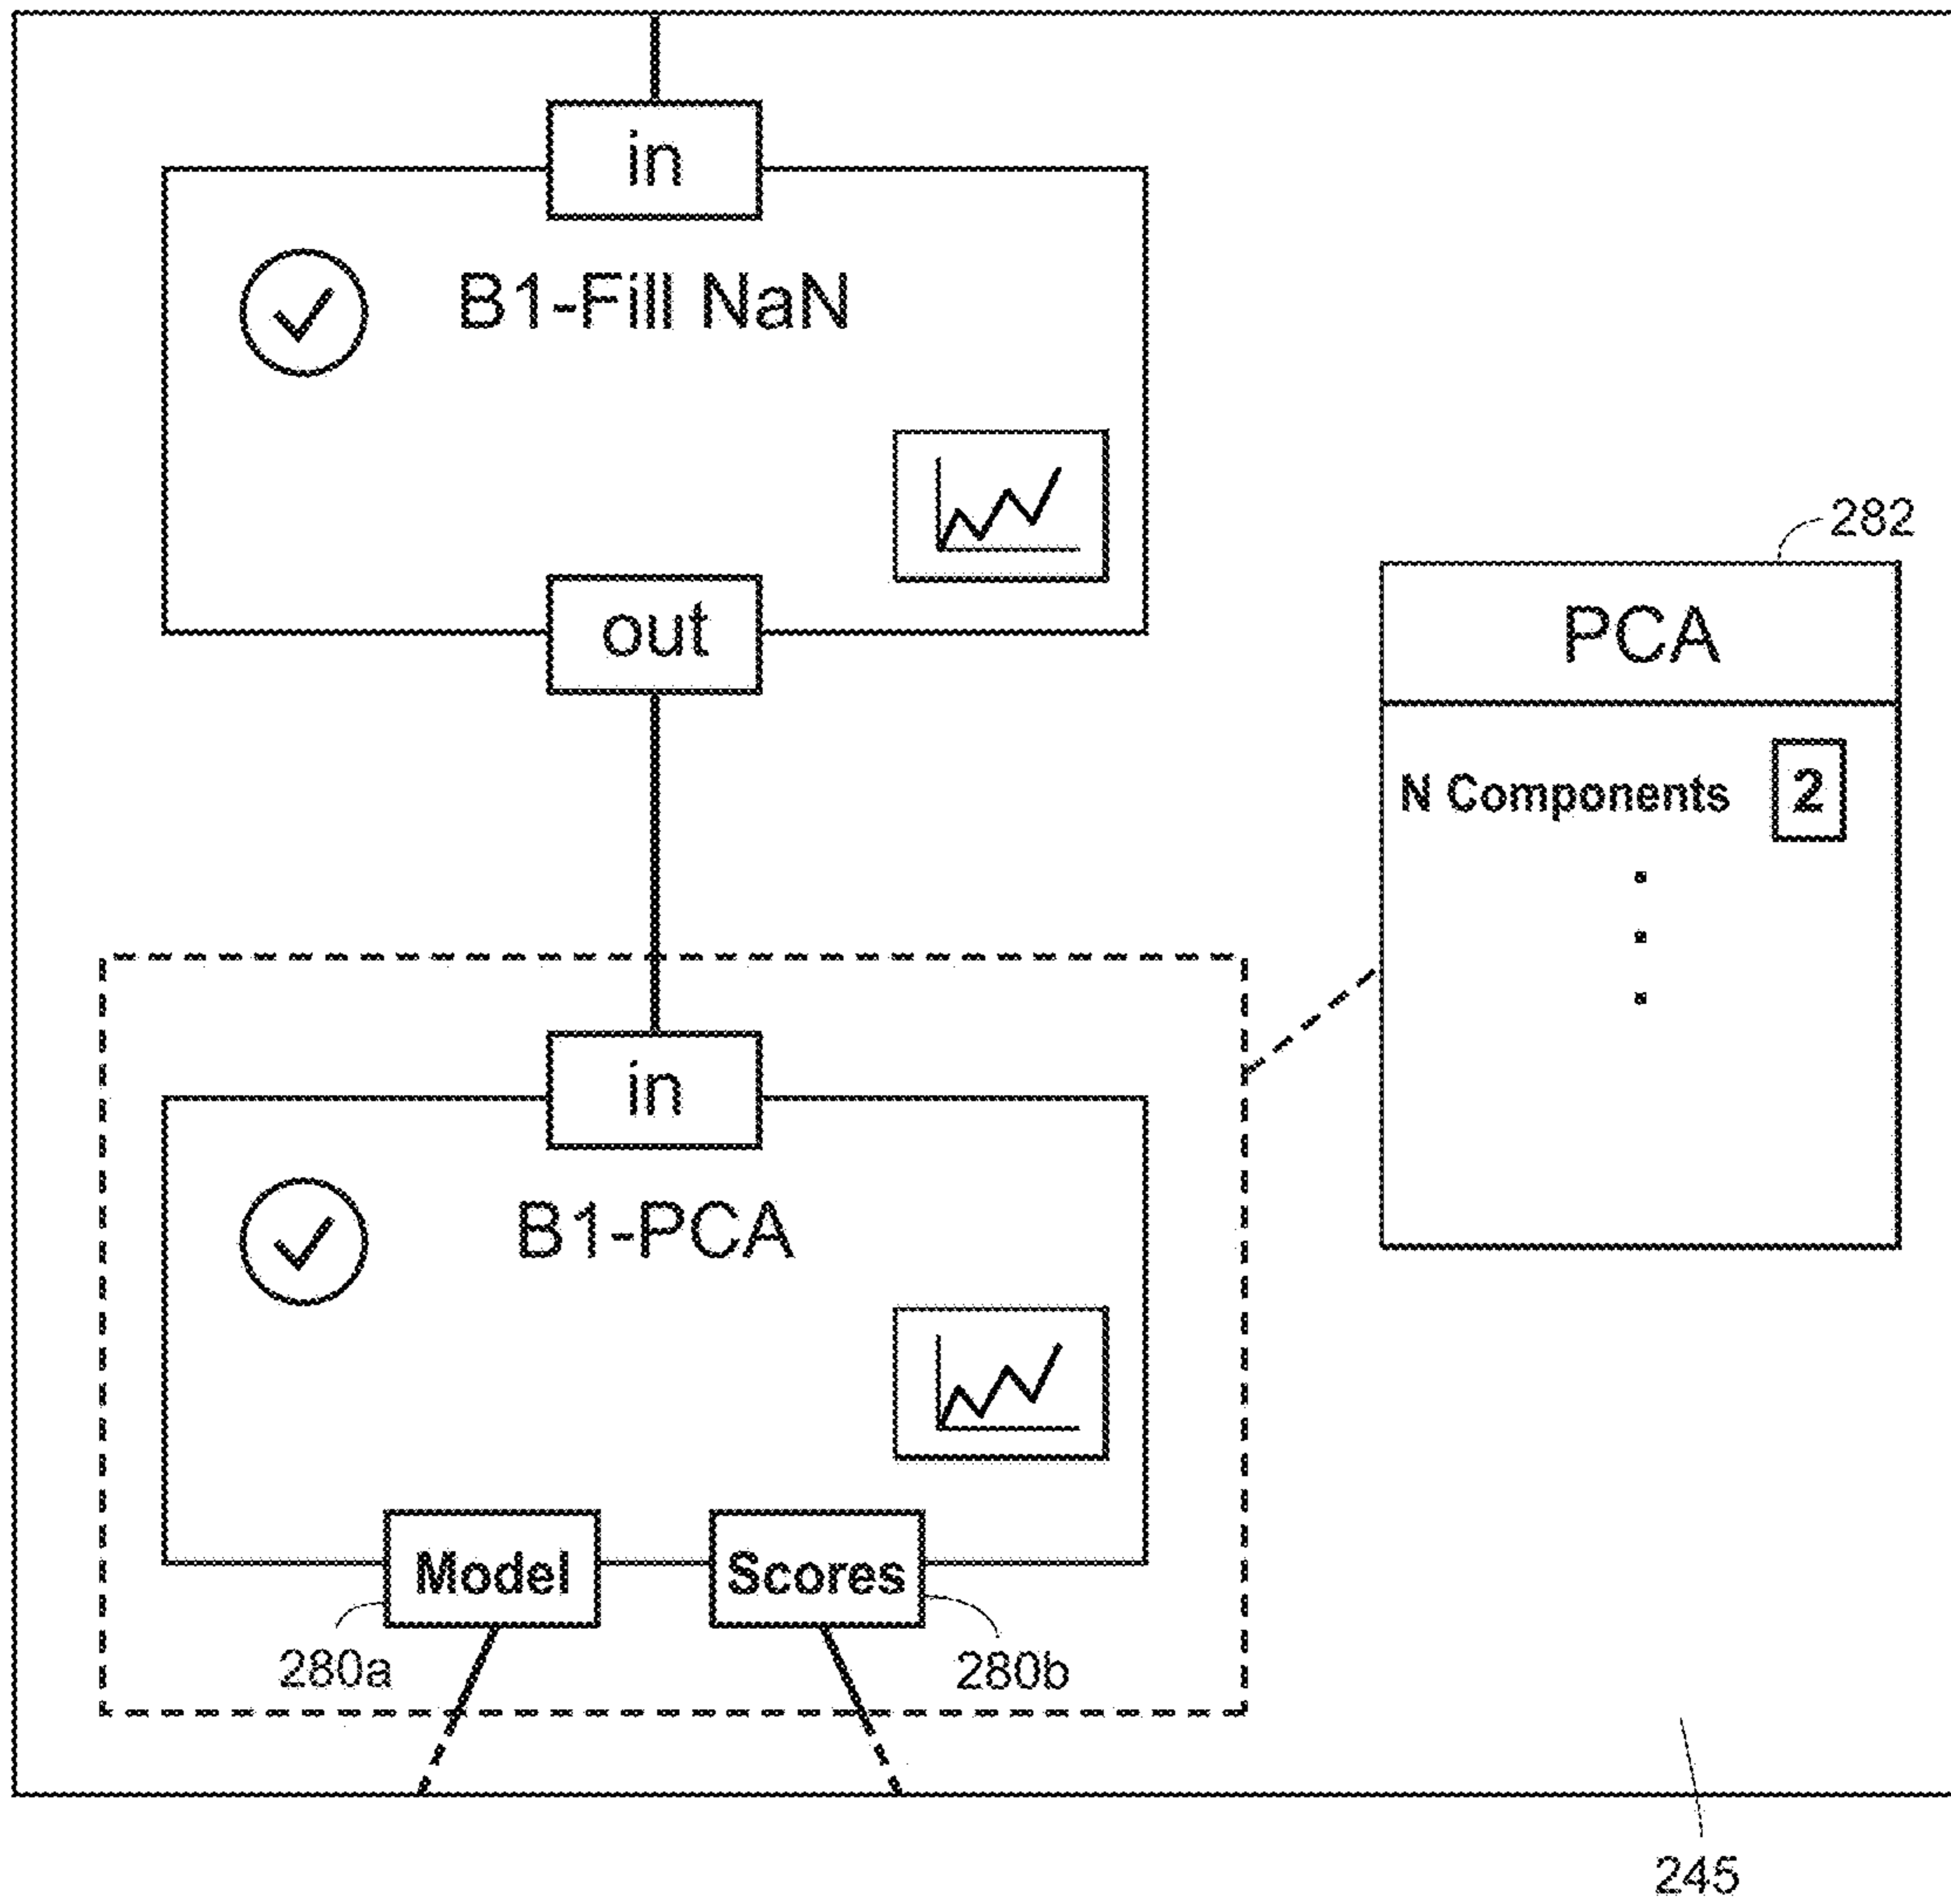 in
B1-Fill NaN
out
282
PCA
N Components 2
in
B1-PCA
Model
Scores
280a
280b
245